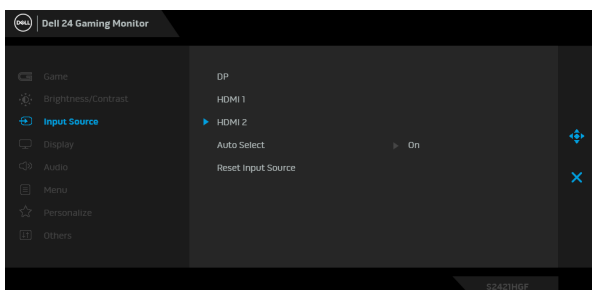 DELL
Dell 24 Gaming Monitor
Game
Brightness/Contrast
Input Source
Display
Audio
Menu
Personalize
Others
DP
HDMI 1
HDMI 2
Auto Select On
Reset Input Source
S2421HGF